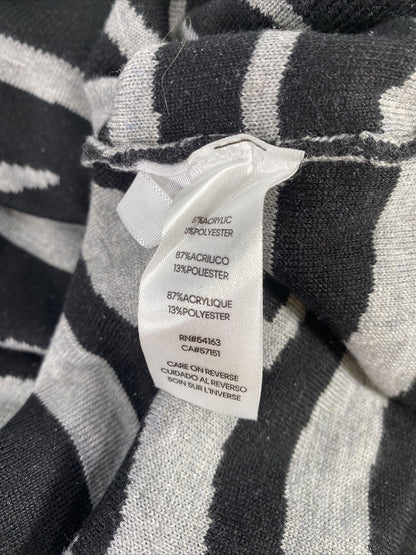 87%ACRYLIC
13%POLYESTER
87%ACRILICO
13%POLIESTER
87%ACRYLIQUE
13%POLYESTER
RN#54163
CA#57151
CARE ON REVERSE
CUIDADO AL REVERSO
SOIN SUR L'INVERSE